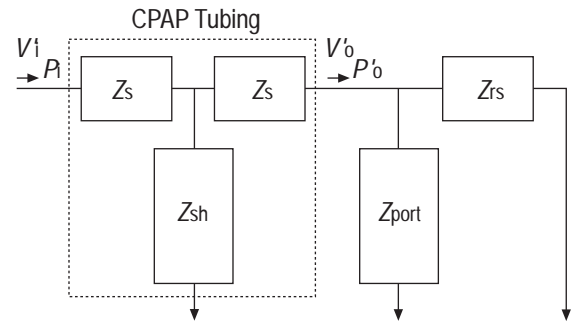 CPAP Tubing
V'i Pi
V'o P'o
Zs
Zs
Zrs
Zsh
Zport